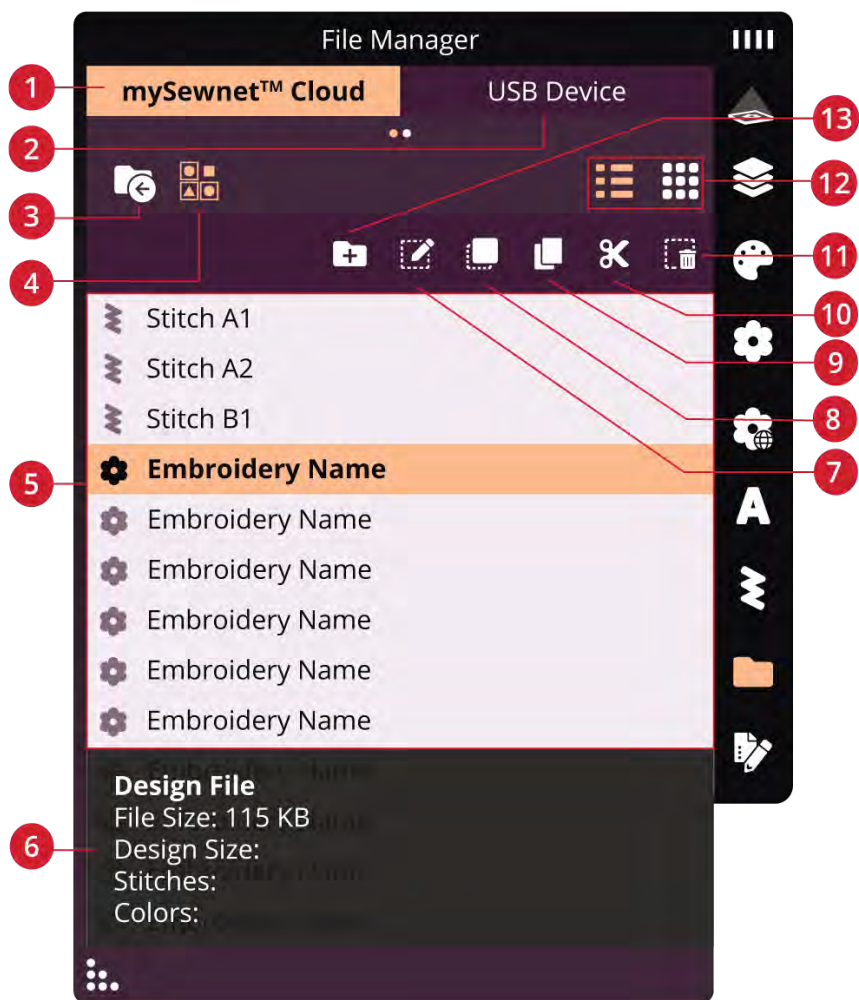 File Manager
1
mySewnet™ Cloud
USB Device
2
13
3
12
4
11
10
9
8
7
Stitch A1
Stitch A2
Stitch B1
5
Embroidery Name
Embroidery Name
Embroidery Name
Embroidery Name
Embroidery Name
Embroidery Name
A
6
Design File
File Size: 115 KB
Design Size:
Stitches:
Colors: